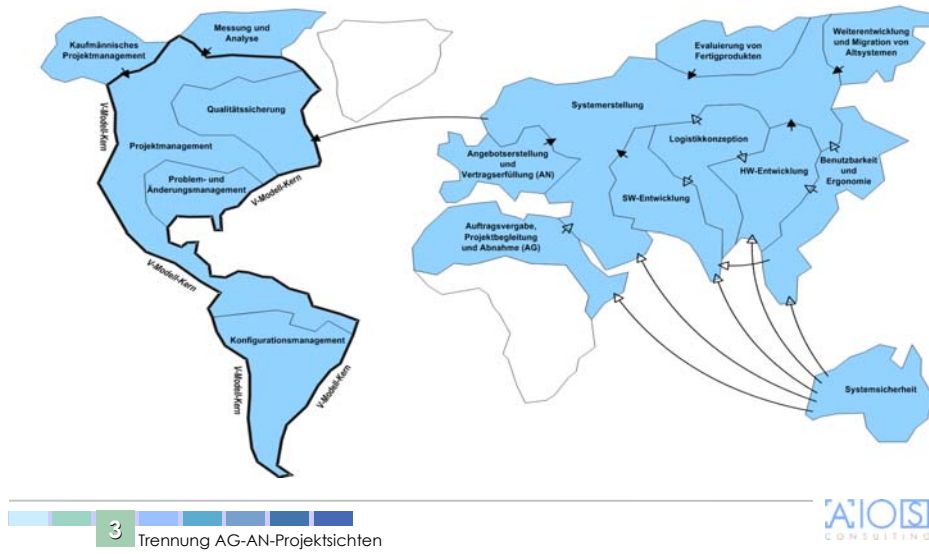 Messung und
Analyse
Kaufmännisches
Projektmanagement
Evaluierung von
Fertigprodukten
Weiterentwicklung
und Migration von
Altsystemen
V-Modell-Kern
Qualitätssicherung
Projektmanagement
Problem- und
Änderungsmanagement
V-Modell-Kern
V-Modell-Kern
Konfigurationsmanagement
V-Modell-Kern
V-Modell-Kern
Systemerstellung
Logistikkonzeption
Angebotserstellung
und
Vertragserfüllung (AN)
HW-Entwicklung
Benutzbarkeit
und
Ergonomie
SW-Entwicklung
Auftragsvergabe,
Projektbegleitung
und Abnahme (AG)
Systemsicherheit
3
Trennung AG-AN-Projektsichten
AOS
CONSULTING